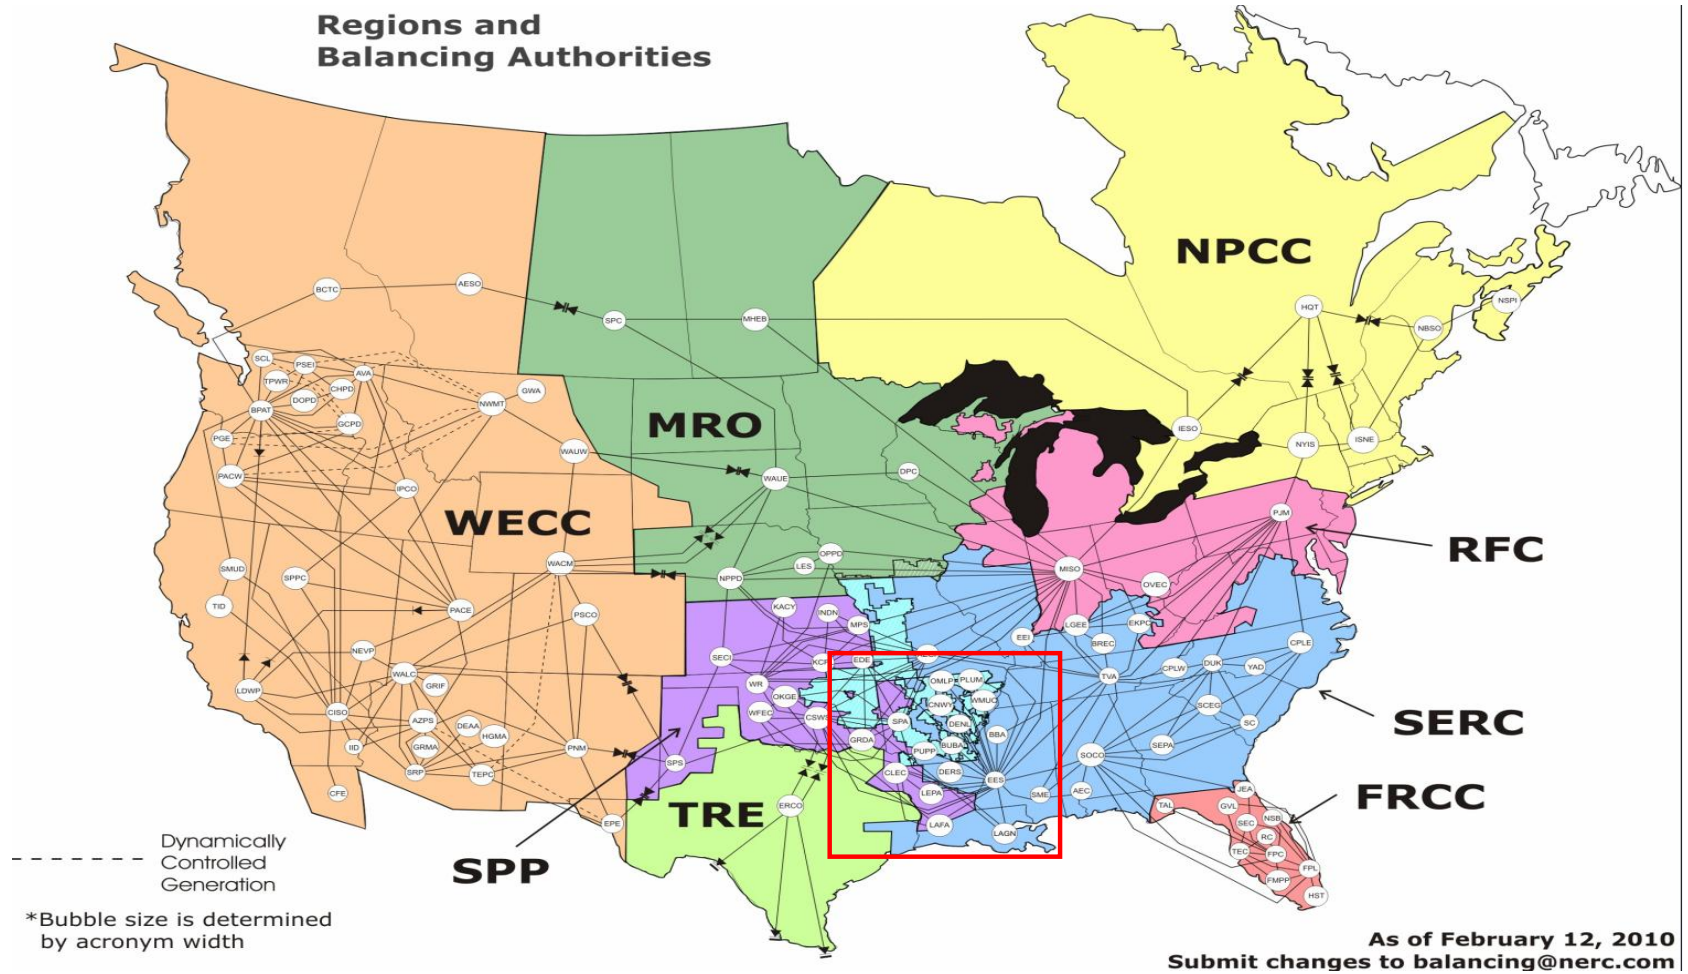 Regions and
Balancing Authorities
NPCC
BCTC
AESO
SPC
MHEB
HQT
NSPI
NBSO
SCL
PSEI
TPWR
AVA
CHPD
DOPD
GWA
NWMT
BPAT
GCPD
PGE
MRO
IESO
NYIS
ISNE
WAUW
PACW
IPCO
WAUE
DPC
WECC
PJM
RFC
SMUD
SPPC
WACM
OPPD
LES
NPPD
MISO
OVEC
TID
PACE
PSCO
KACY
INDN
MPS
LGEE
EKPC
EEI
BREC
CPLE
NEVP
SECI
EDE
WALC
GRIF
WR
TVA
CPLW
DUK
YAD
LDWP
OMLP
PLUM
OKGE
CNWY
WMUC
CISO
WFEC
CSWS
SPA
DENL
SCEG
SC
SERC
AZPS
DEAA
HGMA
BBA
IID
GRMA
PNM
GRDA
PUPP
BUBA
SOCO
SEPA
SRP
TEPC
SPS
CLEC
DERS
EES
CFE
LEPA
SME
AEC
JEA
FRCC
EPE
ERCO
TRE
LAFA
LAGN
TAL
GVL
SEC
NSB
RC
TEC
FPC
FPL
FMPP
HST
SPP
Dynamically
Controlled
Generation
*Bubble size is determined
by acronym width
As of February 12, 2010
Submit changes to balancing@nerc.com